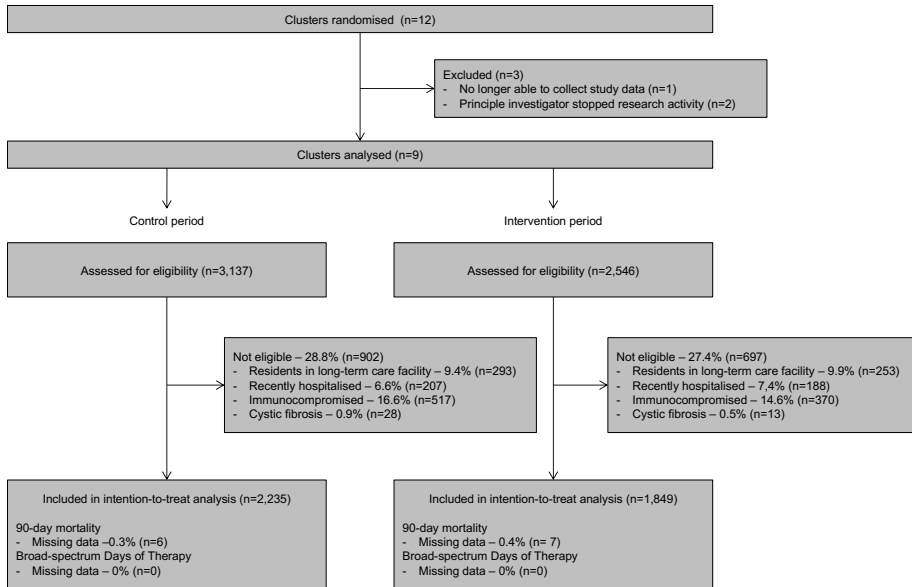 Clusters randomised (n=12)
Excluded (n=3)
- No longer able to collect study data (n=1)
- Principle investigator stopped research activity (n=2)
Clusters analysed (n=9)
Control period
Intervention period
Assessed for eligibility (n=3,137)
Assessed for eligibility (n=2,546)
Not eligible – 28.8% (n=902)
- Residents in long-term care facility – 9.4% (n=293)
- Recently hospitalised – 6.6% (n=207)
- Immunocompromised – 16.6% (n=517)
- Cystic fibrosis – 0.9% (n=28)
Not eligible – 27.4% (n=697)
- Residents in long-term care facility – 9.9% (n=253)
- Recently hospitalised – 7,4% (n=188)
- Immunocompromised – 14.6% (n=370)
- Cystic fibrosis – 0.5% (n=13)
Included in intention-to-treat analysis (n=2,235)
90-day mortality
- Missing data –0.3% (n=6)
Broad-spectrum Days of Therapy
- Missing data – 0% (n=0)
Included in intention-to-treat analysis (n=1,849)
90-day mortality
- Missing data – 0.4% (n= 7)
Broad-spectrum Days of Therapy
- Missing data – 0% (n=0)